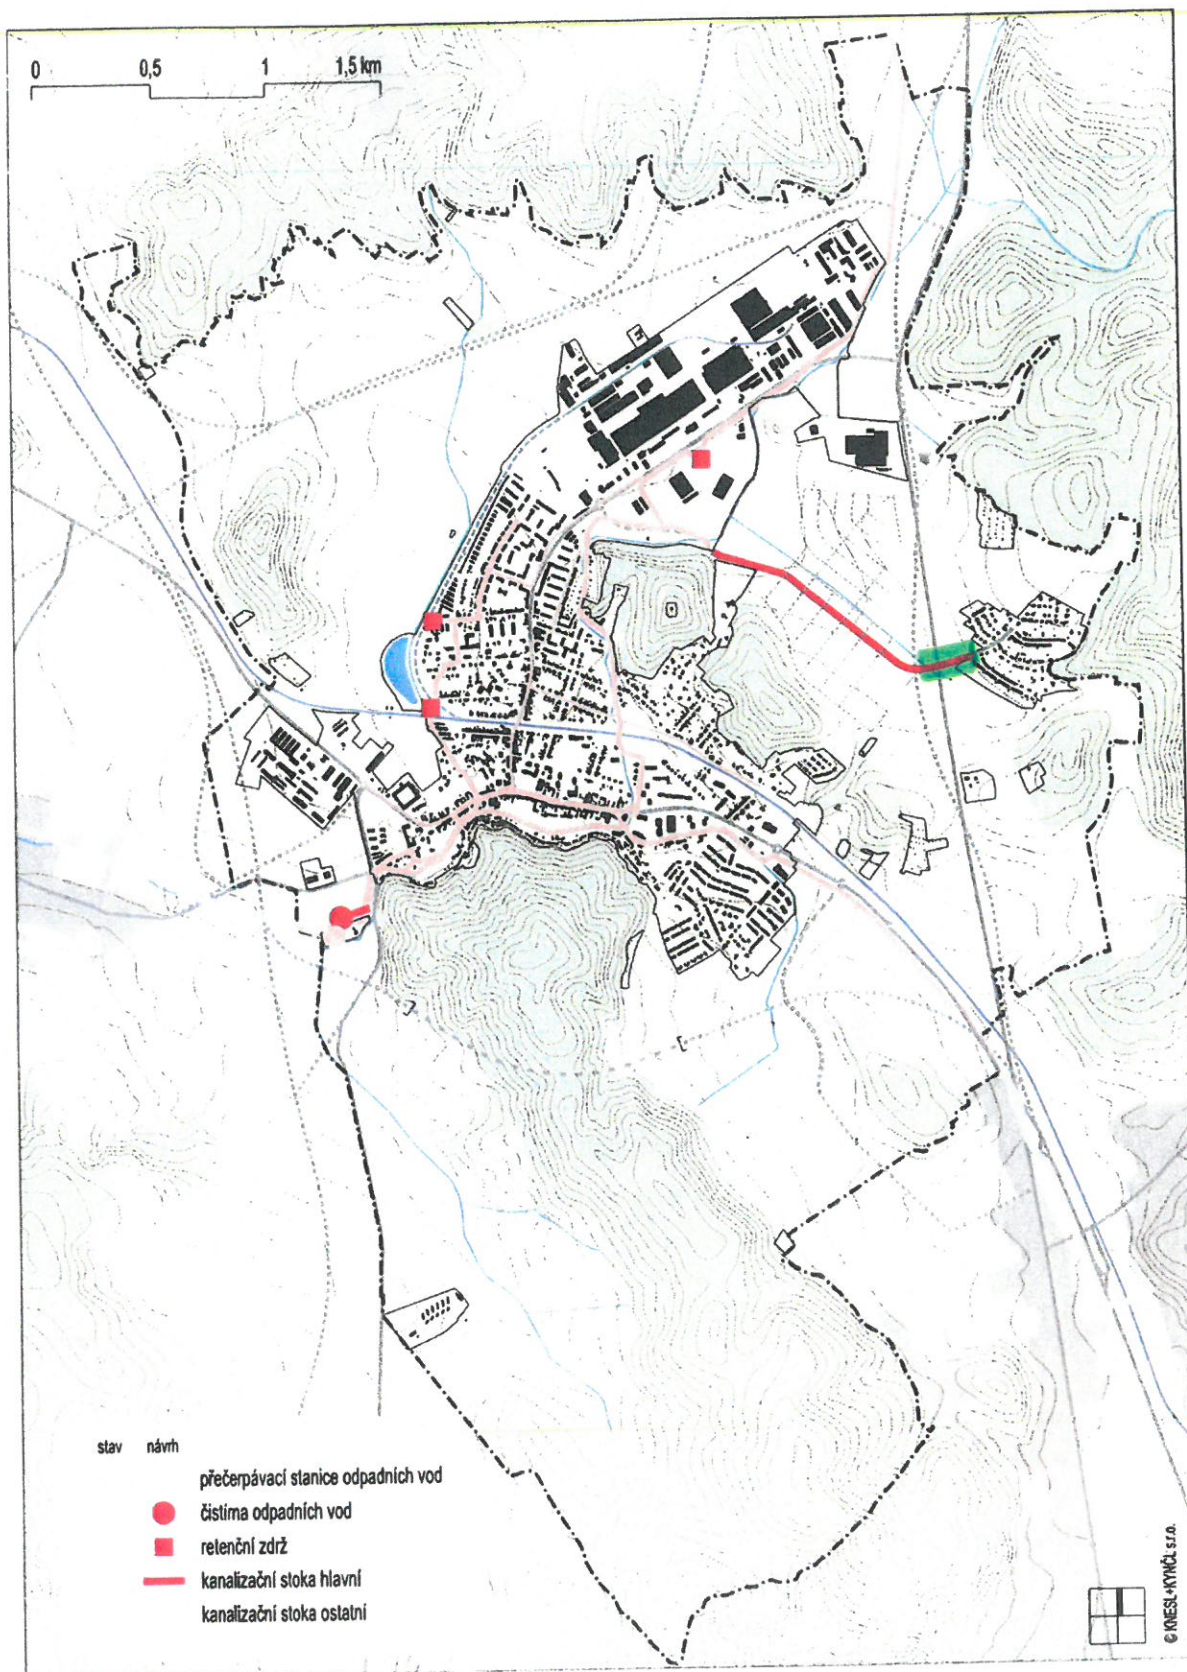 0 0,5 1 1,5 km
stav návrh
přečerpávací stanice odpadních vod
čistírna odpadních vod
retenční zdrž
kanalizační stoka hlavní
kanalizační stoka ostatní
© KNESL+KYNČL s.r.o.